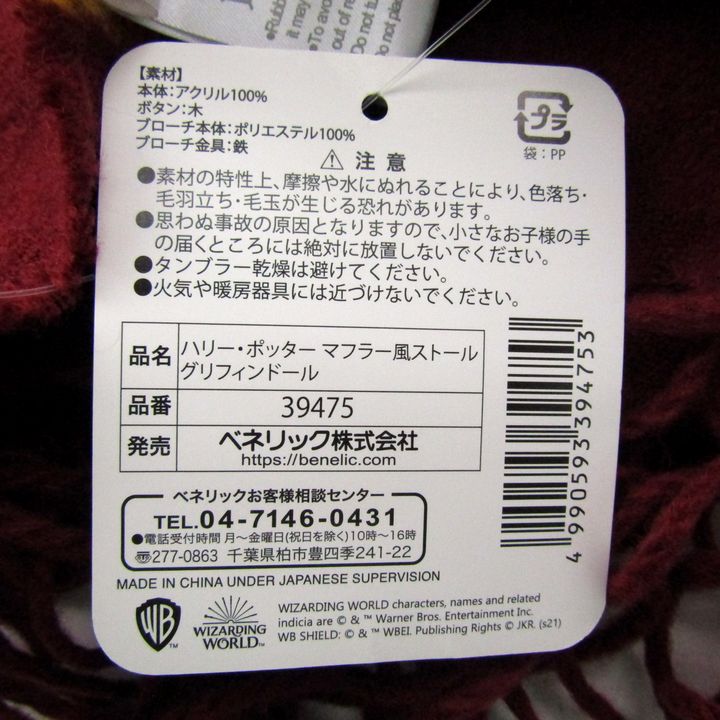 •Rubb
it may
•To avo
out of re
Do not tu
Do not plac
【素材】
本体:アクリル100%
ボタン:木
ブローチ本体:ポリエステル100%
ブローチ金具:鉄
プラ
袋:PP
⚠ 注意
●素材の特性上、摩擦や水にぬれることにより、色落ち・
毛羽立ち・毛玉が生じる恐れがあります。
●思わぬ事故の原因となりますので、小さなお子様の手
の届くところには絶対に放置しないでください。
●タンブラー乾燥は避けてください。
●火気や暖房器具には近づけないでください。
品名 ハリー・ポッター マフラー風ストール
グリフィンドール
品番 39475
発売 ベネリック株式会社
https://benelic.com
4 990593 394753
ベネリックお客様相談センター
TEL.04-7146-0431
●電話受付時間 月～金曜日(祝日を除く)10時～16時
〠277-0863 千葉県柏市豊四季241-22
MADE IN CHINA UNDER JAPANESE SUPERVISION
WB
WIZARDING
WORLD™
WIZARDING WORLD characters, names and related
indicia are © & ™ Warner Bros. Entertainment Inc.
WB SHIELD: © & ™ WBEI. Publishing Rights © JKR. (s21)